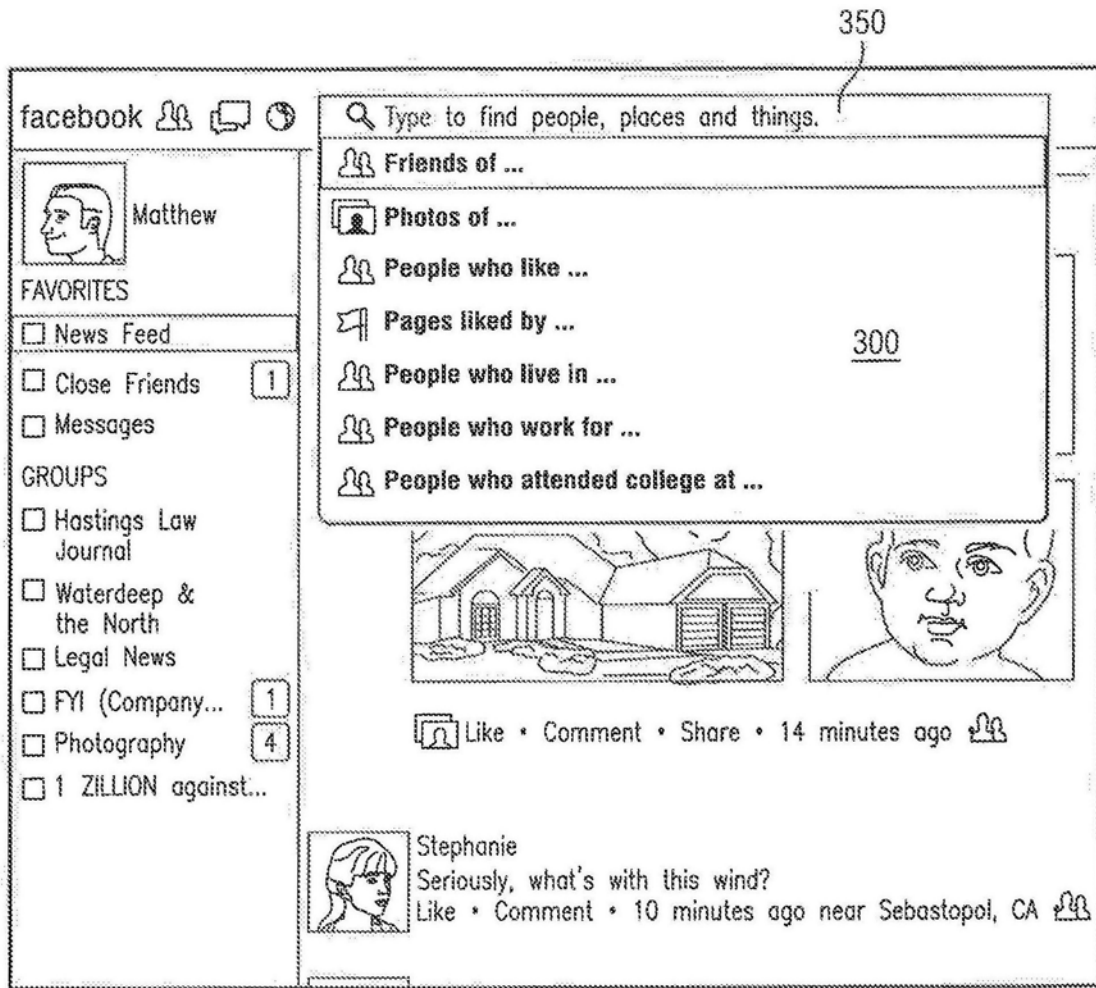 350
facebook
Type to find people, places and things.
Friends of ...
Photos of ...
People who like ...
Pages liked by ...
People who live in ...
People who work for ...
People who attended college at ...
300
Matthew
FAVORITES
News Feed
Close Friends 1
Messages
GROUPS
Hastings Law
Journal
Waterdeep &
the North
Legal News
FYI (Company... 1
Photography 4
1 ZILLION against...
Like • Comment • Share • 14 minutes ago
Stephanie
Seriously, what's with this wind?
Like • Comment • 10 minutes ago near Sebastopol, CA